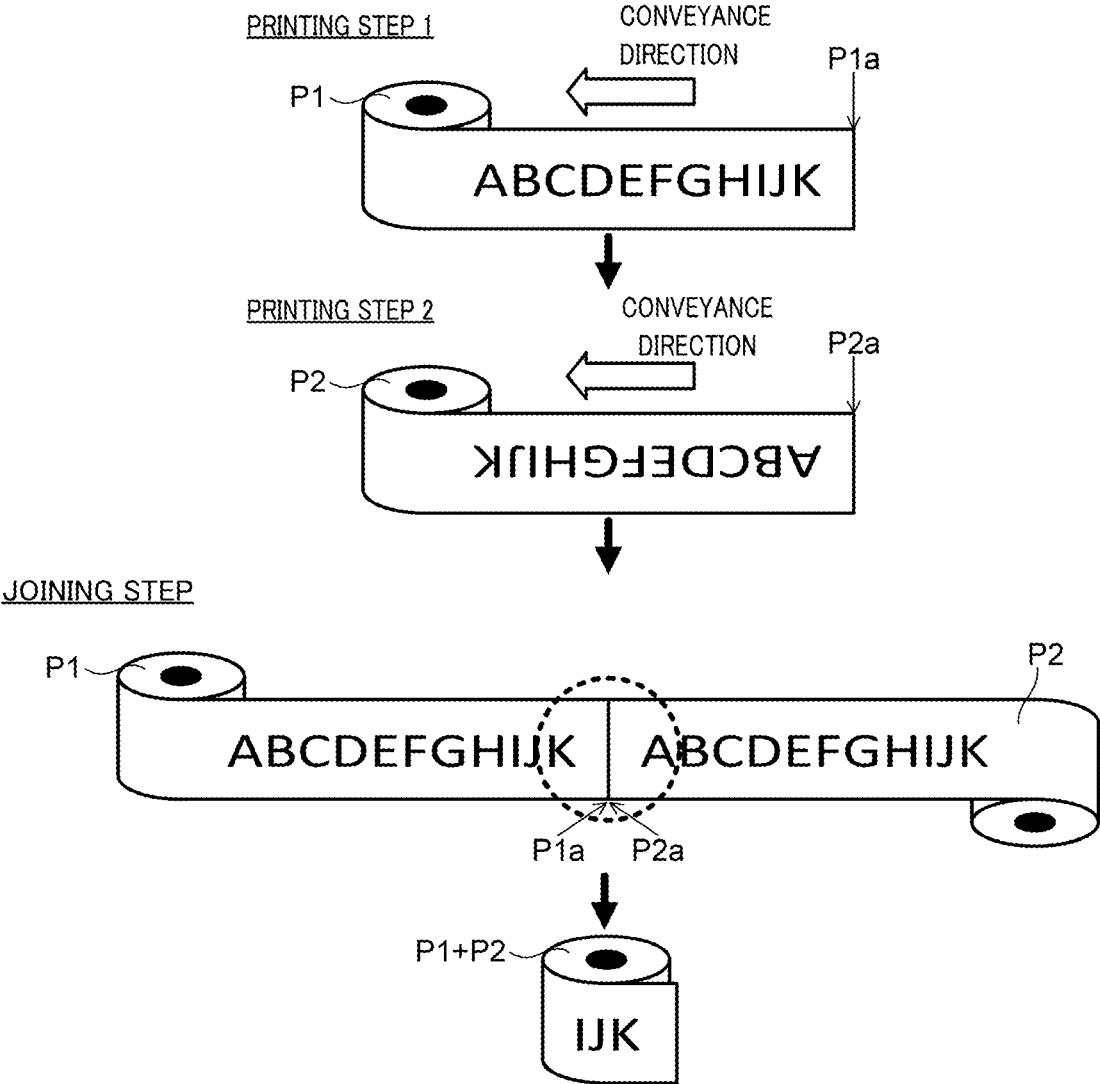 PRINTING STEP 1
CONVEYANCE
DIRECTION
P1a
P1
ABCDEFGHIJK
PRINTING STEP 2
CONVEYANCE
DIRECTION
P2a
P2
ABCDEFGHIJK
JOINING STEP
P1
P2
ABCDEFGHIJK
ABCDEFGHIJK
P1a
P2a
P1+P2
IJK